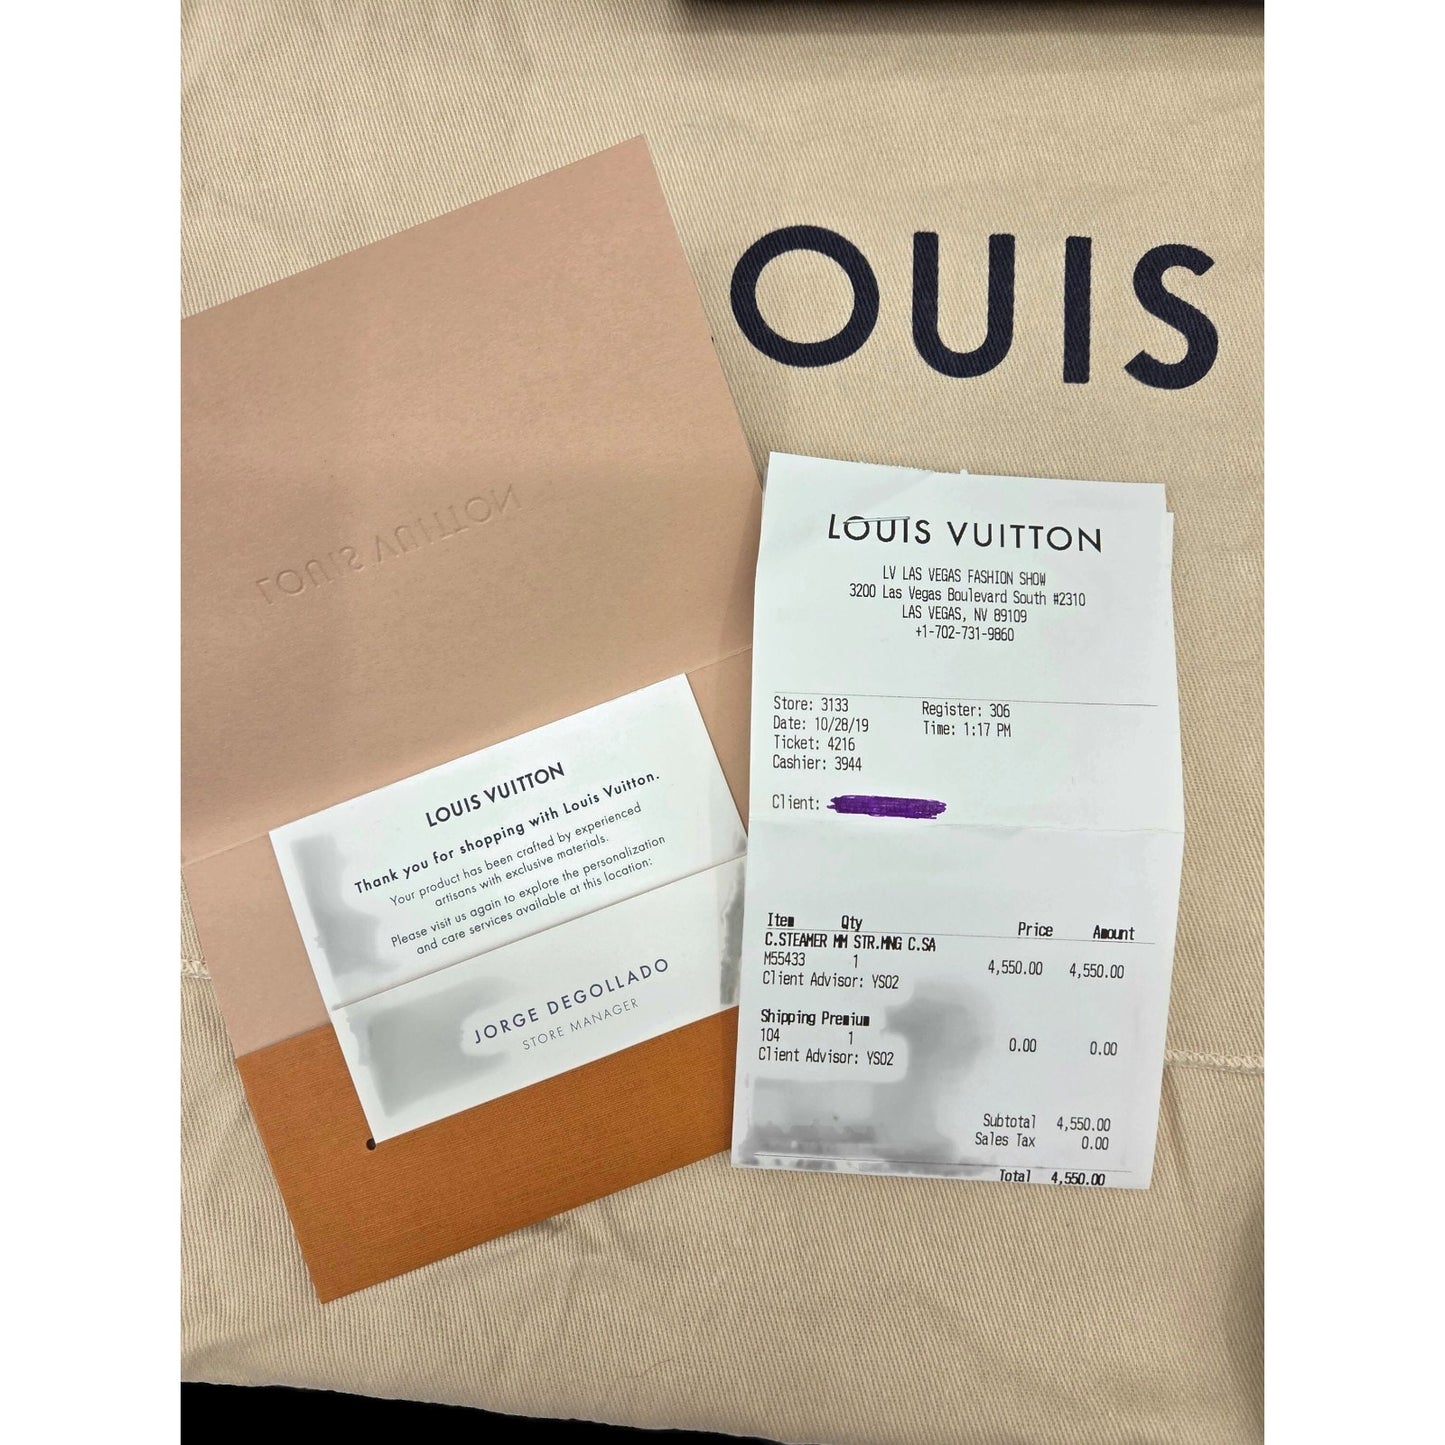 OUIS
LOUIS VUITTON
LOUIS VUITTON
Thank you for shopping with Louis Vuitton.
Your product has been crafted by experienced
artisans with exclusive materials.
Please visit us again to explore the personalization
and care services available at this location:
JORGE DEGOLLADO
STORE MANAGER
LOUIS VUITTON
LV LAS VEGAS FASHION SHOW
3200 Las Vegas Boulevard South #2310
LAS VEGAS, NV 89109
+1-702-731-9860
Store: 3133 Register: 306
Date: 10/28/19 Time: 1:17 PM
Ticket: 4216
Cashier: 3944
Client:
Item Qty Price Amount
C.STEAMER MM STR.MNG C.SA
M55433 1 4,550.00 4,550.00
Client Advisor: YS02
Shipping Premium
104 1 0.00 0.00
Client Advisor: YS02
Subtotal 4,550.00
Sales Tax 0.00
Total 4,550.00